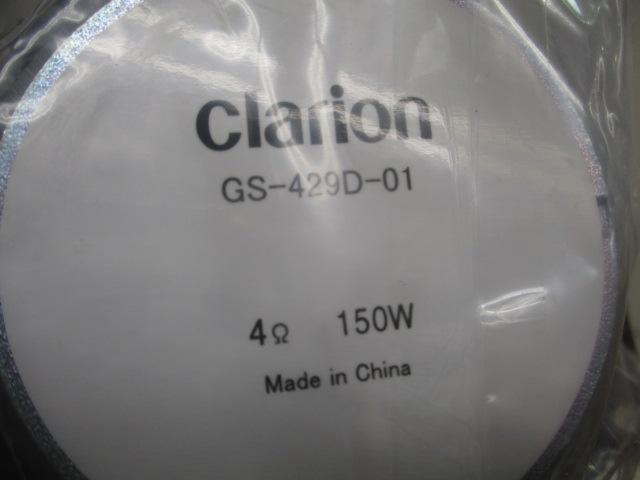 clarion
GS-429D-01
4Ω 150W
Made in China